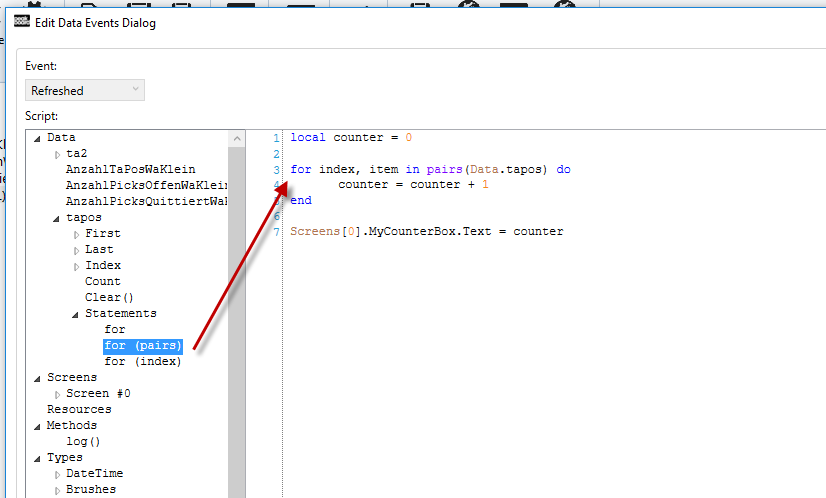 Edit Data Events Dialog
Event:
Refreshed
Script:
Data
ta2
AnzahlTaPosWaKlein
AnzahlPicksOffenWaKlein
AnzahlPicksQuittiertWaK
tapos
First
Last
Index
Count
Clear()
Statements
for
for (pairs)
for (index)
Screens
Screen #0
Resources
Methods
log()
Types
DateTime
Brushes
1 local counter = 0
2
3 for index, item in pairs(Data.tapos) do
4 counter = counter + 1
5 end
6
7 Screens[0].MyCounterBox.Text = counter